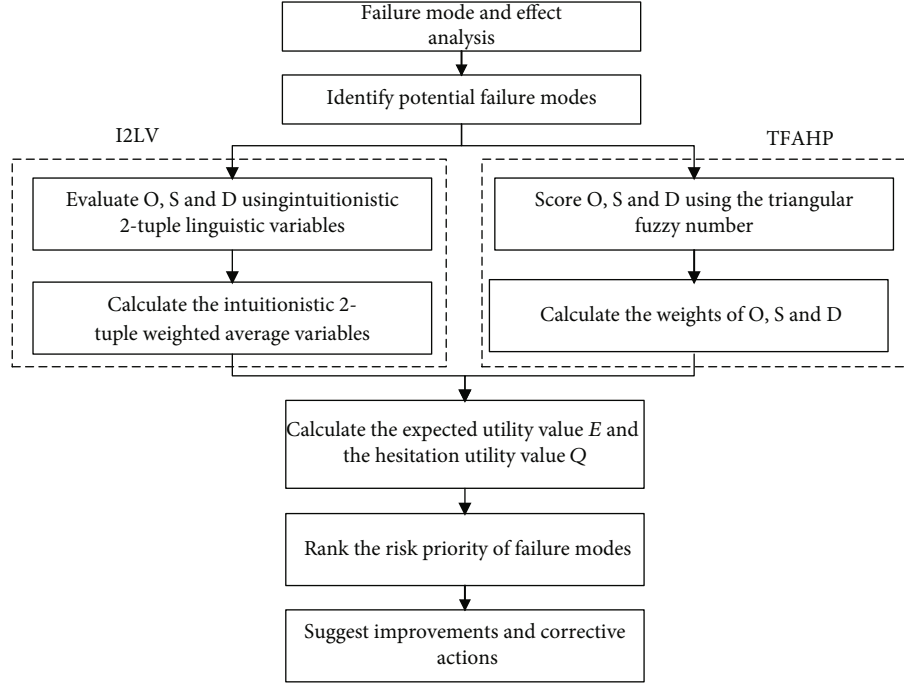 Failure mode and effect
analysis
Identify potential failure modes
I2LV
TFAHP
Evaluate O, S and D usingintuitionistic
2-tuple linguistic variables
Score O, S and D using the triangular
fuzzy number
Calculate the intuitionistic 2-
tuple weighted average variables
Calculate the weights of O, S and D
Calculate the expected utility value E and
the hesitation utility value Q
Rank the risk priority of failure modes
Suggest improvements and corrective
actions